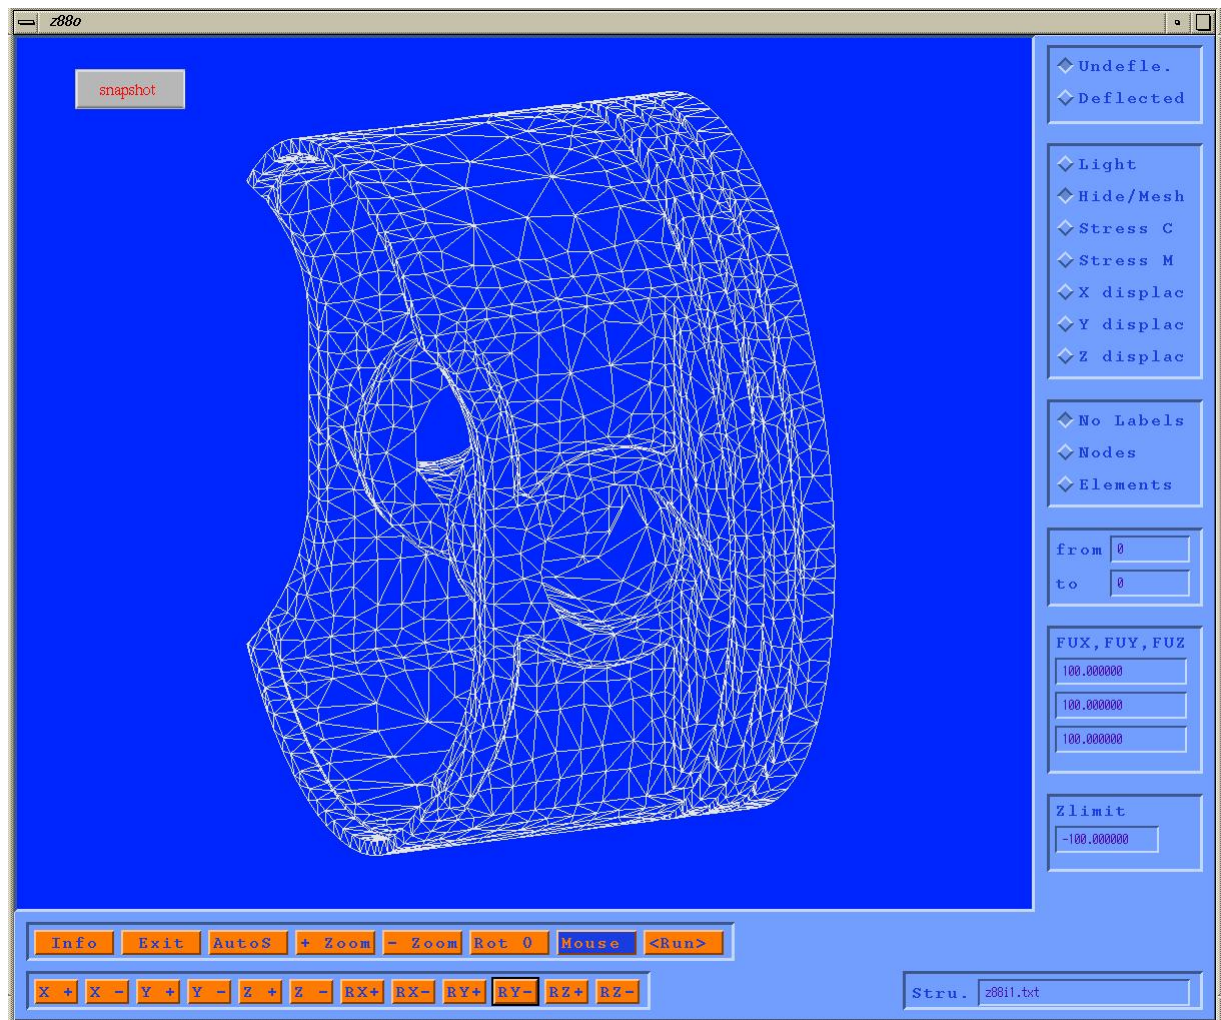 z88o
snapshot
Undefle.
Deflected
Light
Hide/Mesh
Stress C
Stress M
X displac
Y displac
Z displac
No Labels
Nodes
Elements
from 0
to 0
FUX,FUY,FUZ
100.000000
100.000000
100.000000
Zlimit
-100.000000
Info Exit AutoS + Zoom - Zoom Rot 0 Mouse <Run>
X + X - Y + Y - Z + Z - RX+ RX- RY+ RY- RZ+ RZ-
Stru. z88i1.txt